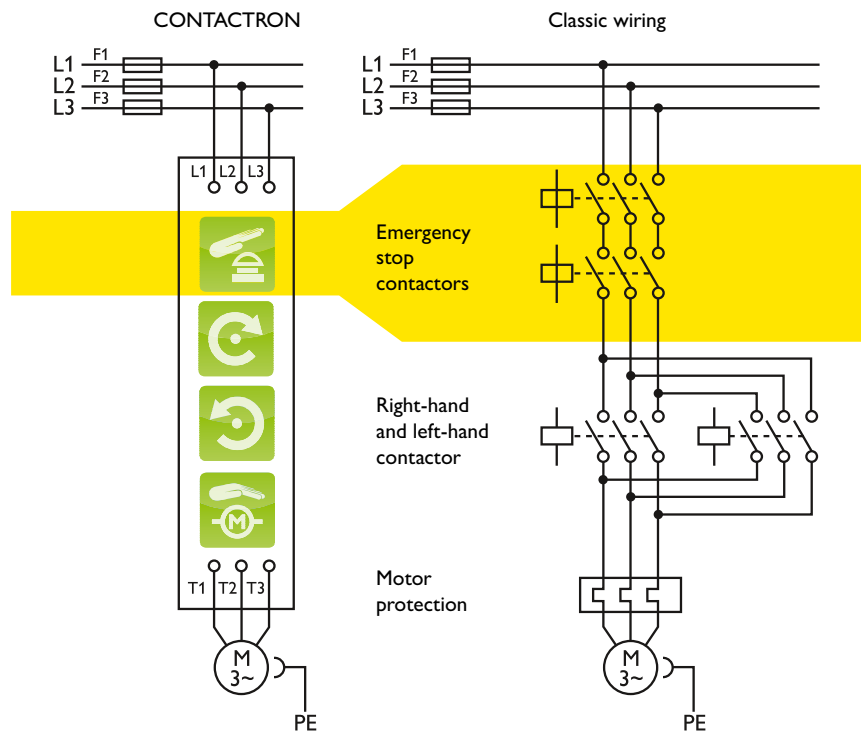 CONTACTRON
Classic wiring
L1 F1
L2 F2
L3 F3
L1 F1
L2 F2
L3 F3
L1 L2 L3
Emergency
stop
contactors
Right-hand
and left-hand
contactor
M
T1 T2 T3
Motor
protection
M
3~
PE
M
3~
PE